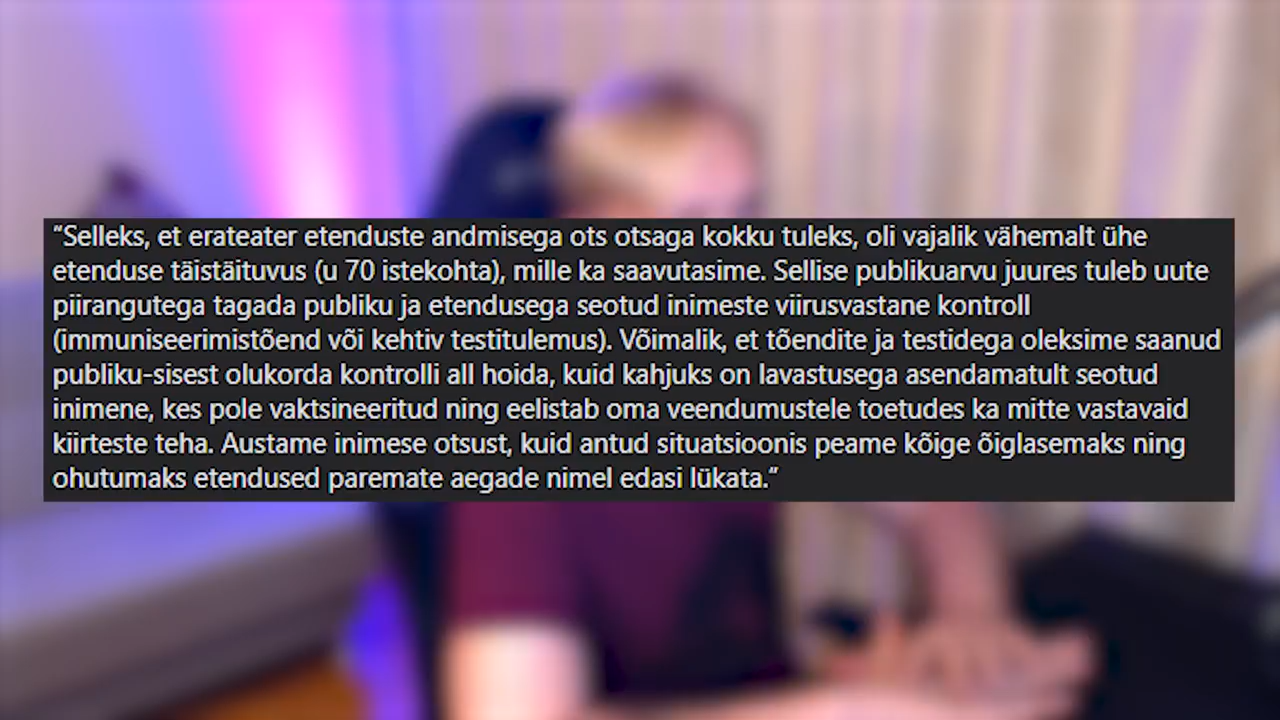 “Selleks, et erateater etenduste andmisega ots otsaga kokku tuleks, oli vajalik vähemalt ühe
etenduse täistäituvus (u 70 istekohta), mille ka saavutasime. Sellise publikuarvu juures tuleb uute
piirangutega tagada publiku ja etendusega seotud inimeste viirusvastane kontroll
(immuniseerimistõend või kehtiv testitulemus). Võimalik, et tõendite ja testidega oleksime saanud
publiku-sisest olukorda kontrolli all hoida, kuid kahjuks on lavastusega asendamatult seotud
inimene, kes pole vaktsineeritud ning eelistab oma veendumustele toetudes ka mitte vastavaid
kiirteste teha. Austame inimese otsust, kuid antud situatsioonis peame kõige õiglasemaks ning
ohutumaks etendused paremate aegade nimel edasi lükata.”